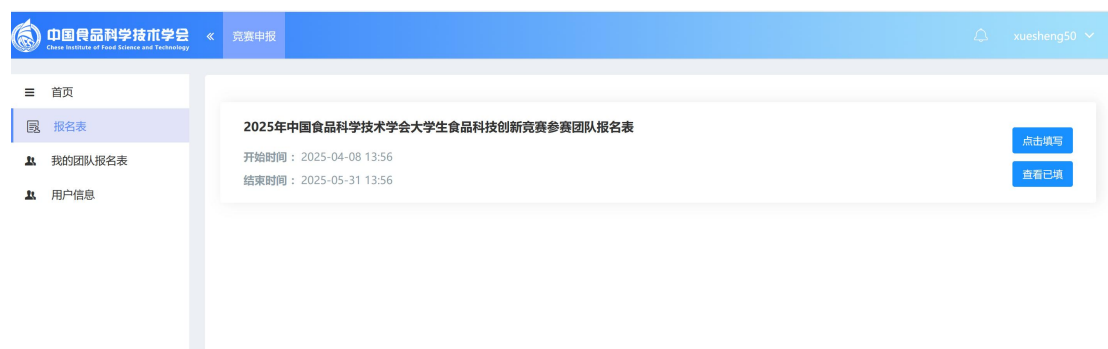 中国食品科学技术学会
Chese Institute of Food Science and Technology
« 竞赛申报
xuesheng50
首页
报名表
我的团队报名表
用户信息
2025年中国食品科学技术学会大学生食品科技创新竞赛参赛团队报名表
开始时间： 2025-04-08 13:56
结束时间： 2025-05-31 13:56
点击填写
查看已填